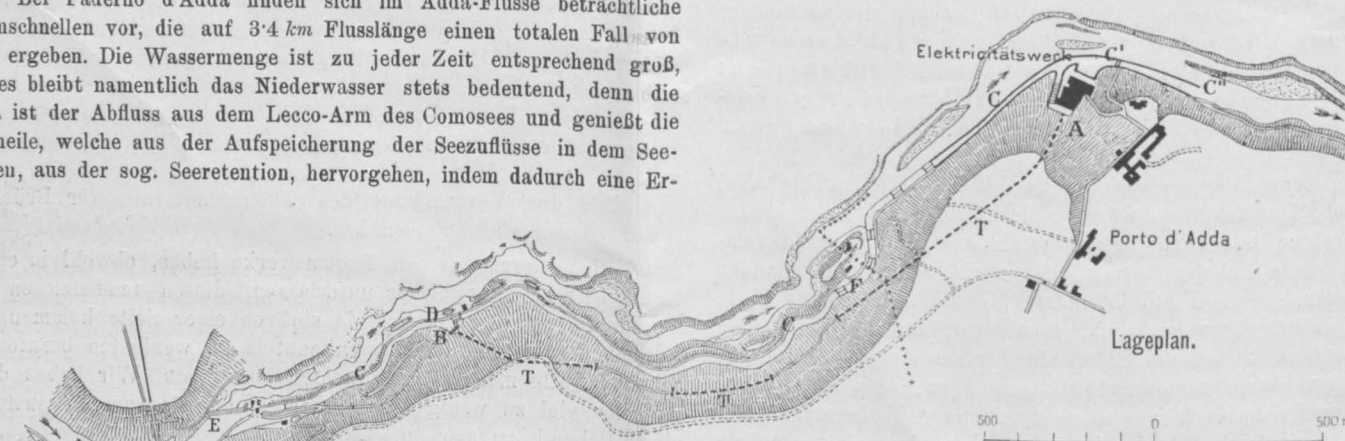 Bei Paderno d'Adda finden sich im Adda-Flusse beträchtliche
mschnellen vor, die auf 3·4 km Flusslänge einen totalen Fall von
ergeben. Die Wassermenge ist zu jeder Zeit entsprechend groß,
es bleibt namentlich das Niederwasser stets bedeutend, denn die
ist der Abfluss aus dem Lecco-Arm des Comosees und genießt die
heile, welche aus der Aufspeicherung der Seezuflüsse in dem See-
en, aus der sog. Seeretention, hervorgehen, indem dadurch eine Er-
Elektricitätswerk
C'
C"
C
A
T
Porto d'Adda
F
C
Lageplan.
D
B
C
T
T
E
500
0
500